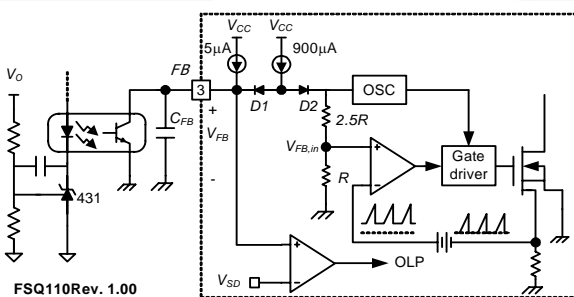 VCC VCC
5μA 900μA
VO
FB
3
D1 D2
OSC
CFB
+
VFB
-
2.5R
VFB,in
R
+
-
Gate
driver
431
+
-
VSD
OLP
FSQ110Rev. 1.00